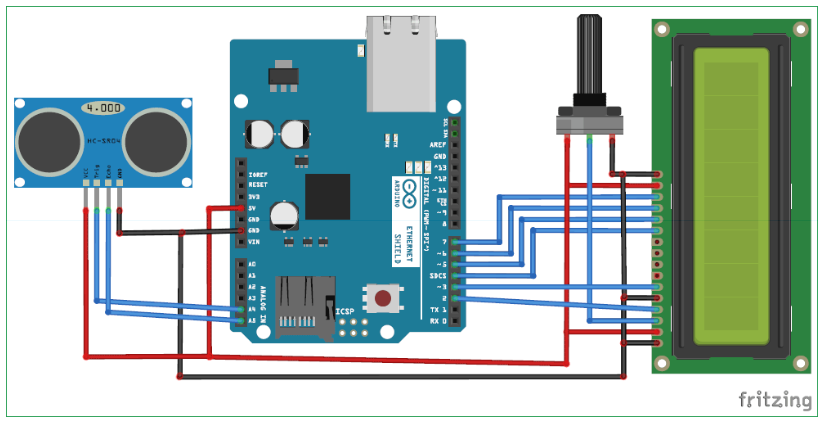 4.000
HC-SR04
VCC
Trig
Echo
GND
IOREF
RESET
3V3
5V
GND
GND
VIN
A0
A1
A2
A3
A4
A5
ANALOG IN
ICSP
ARDUINO
ETHERNET
SHIELD
DIGITAL (PWM~SPI*)
SCL
SDA
AREF
GND
*13
*12
~11
~9
8
7
~6
~5
SDCS
~3
2
TX 1
RX 0
fritzing